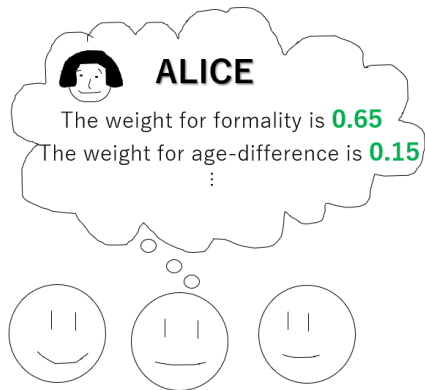 ALICE
The weight for formality is 0.65
The weight for age-difference is 0.15
⋮